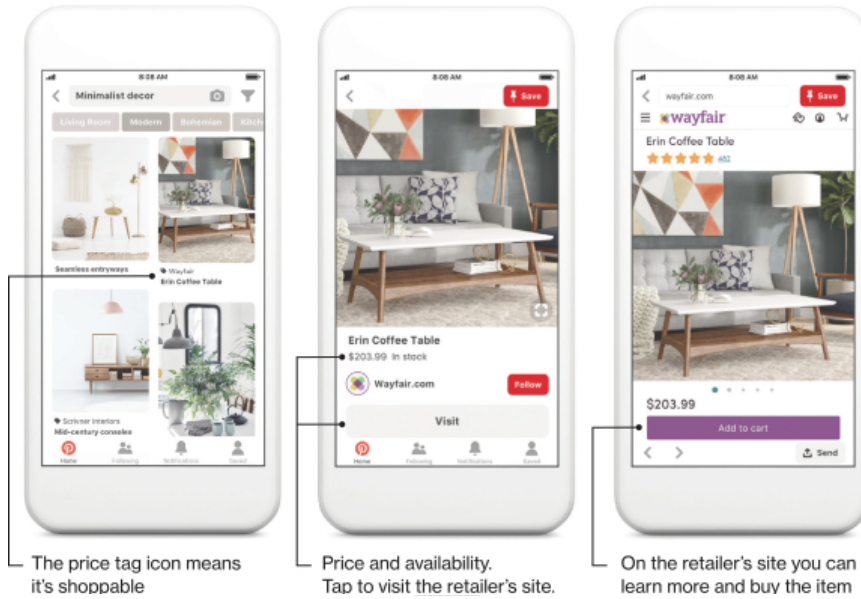 8:08 AM
Minimalist decor
Living Room Modern Bohemian Kitch
Seamless entryways
Wayfair
Erin Coffee Table
Scrivner Interiors
Mid-century consoles
Home Following Notifications Saved
The price tag icon means
it's shoppable
8:08 AM
Save
Erin Coffee Table
$203.99 In stock
Wayfair.com
Follow
Visit
Home Following Notifications Saved
Price and availability.
Tap to visit the retailer's site.
8:08 AM
wayfair.com
Save
wayfair
Erin Coffee Table
462
$203.99
Add to cart
Send
On the retailer's site you can
learn more and buy the item